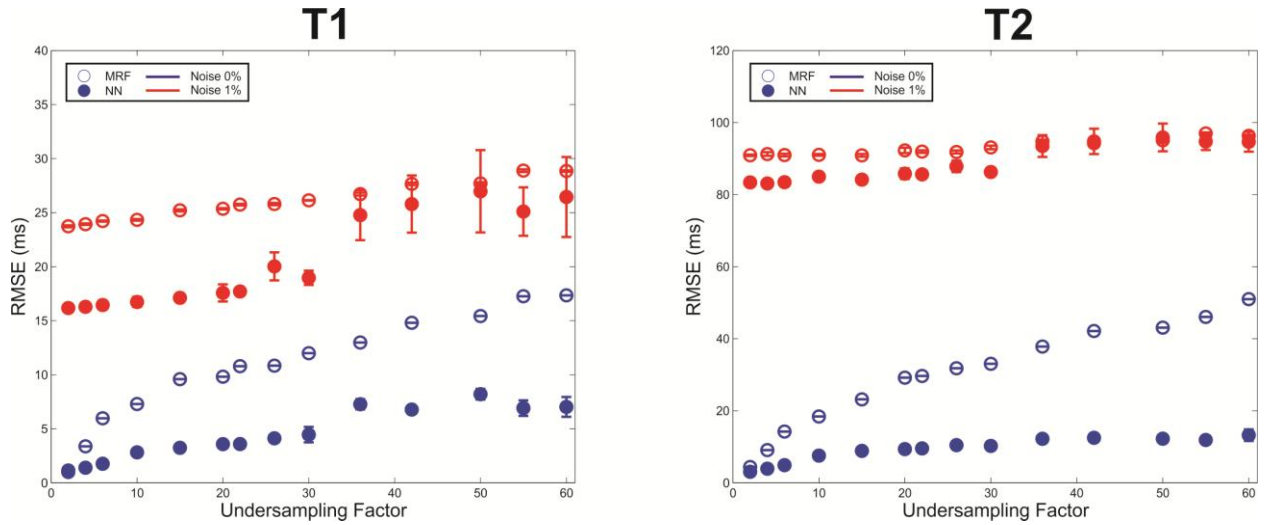 T1
RMSE (ms)
40
35
30
25
20
15
10
5
0
MRF Noise 0%
NN Noise 1%
0 10 20 30 40 50 60
Undersampling Factor
T2
RMSE (ms)
120
100
80
60
40
20
0
MRF Noise 0%
NN Noise 1%
0 10 20 30 40 50 60
Undersampling Factor